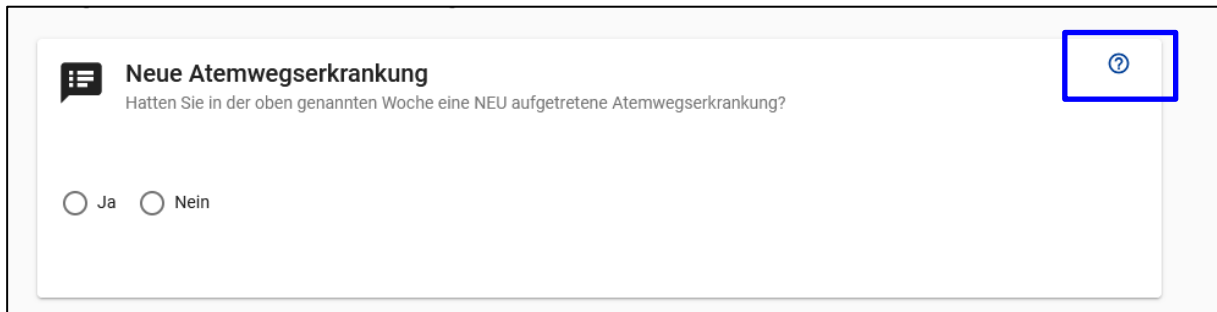 Neue Atemwegserkrankung
Hatten Sie in der oben genannten Woche eine NEU aufgetretene Atemwegserkrankung?
Ja Nein